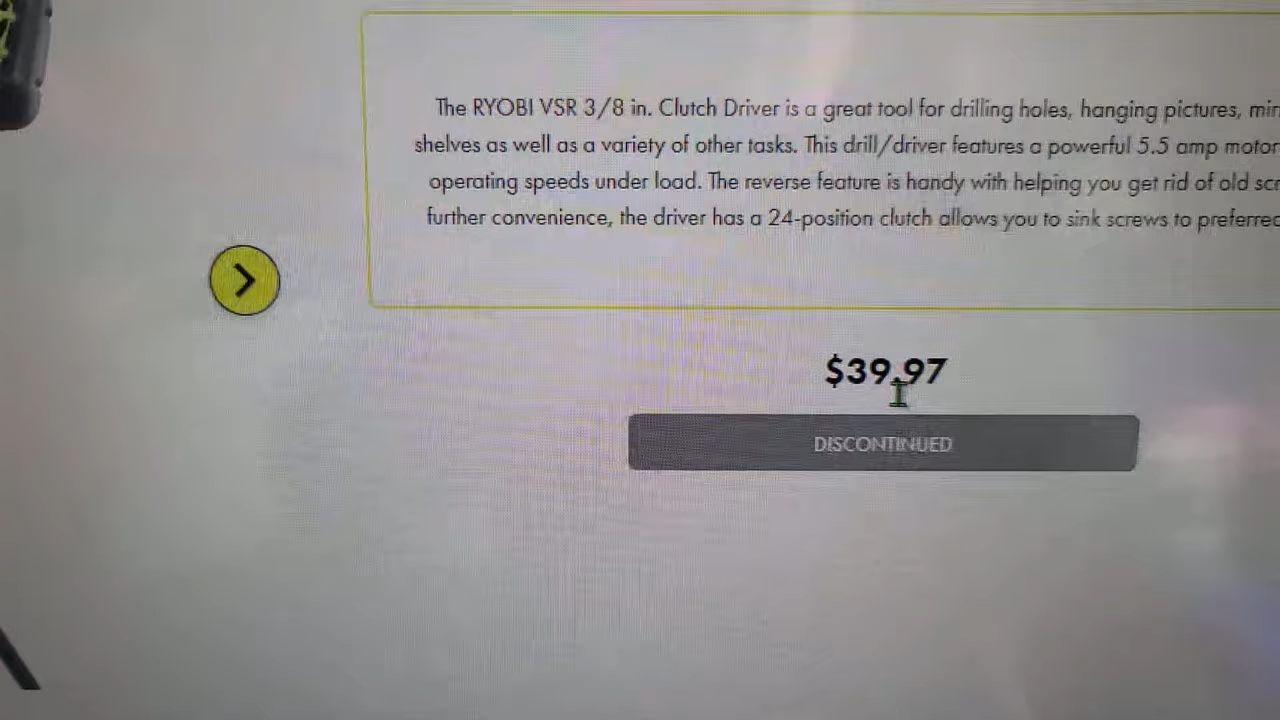 The RYOBI VSR 3/8 in. Clutch Driver is a great tool for drilling holes, hanging pictures,
shelves as well as a variety of other tasks. This drill/driver features a powerful 5.5 amp motor
operating speeds under load. The reverse feature is handy with helping you get rid of old
further convenience, the driver has a 24-position clutch allows you to sink screws to preferred
$39.97
DISCONTINUED